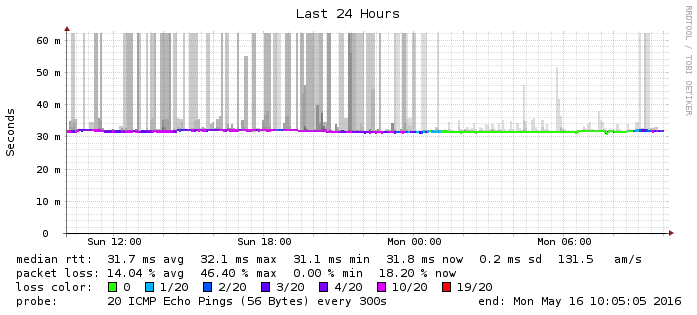 Last 24 Hours
RRDTOOL / TOBI OETIKER
Seconds
60 m
50 m
40 m
30 m
20 m
10 m
0
Sun 12:00 Sun 18:00 Mon 00:00 Mon 06:00
median rtt: 31.7 ms avg 32.1 ms max 31.1 ms min 31.8 ms now 0.2 ms sd 131.5 am/s
packet loss: 14.04 % avg 46.40 % max 0.00 % min 18.20 % now
loss color: 0 1/20 2/20 3/20 4/20 10/20 19/20
probe: 20 ICMP Echo Pings (56 Bytes) every 300s end: Mon May 16 10:05:05 2016